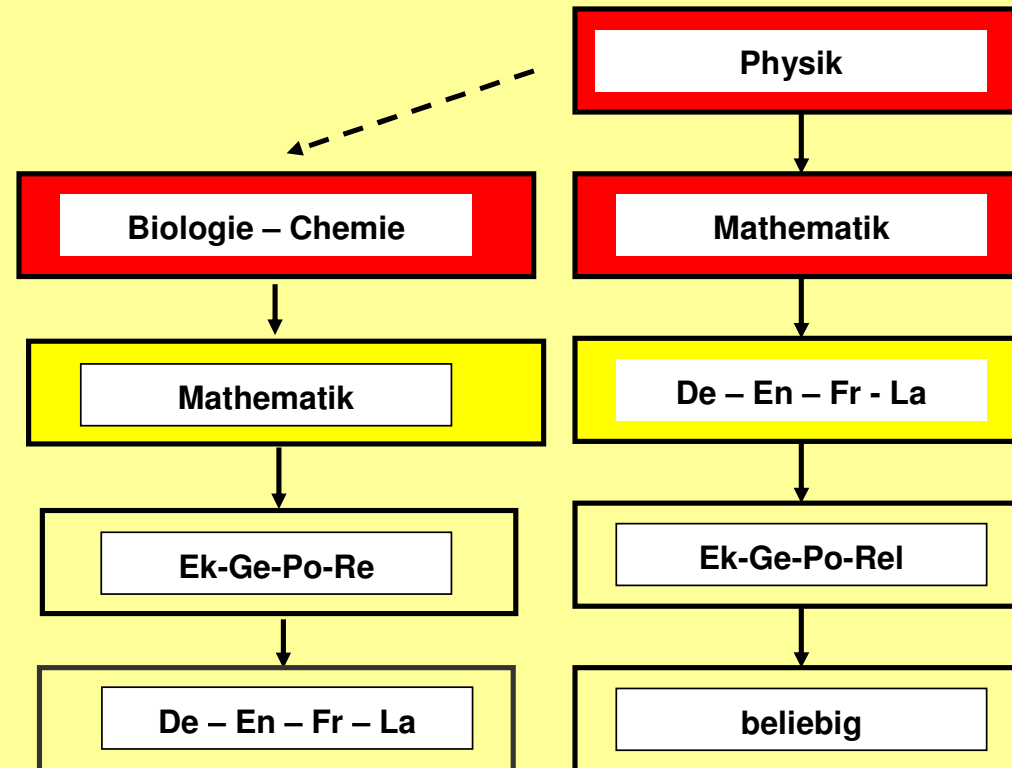 Physik
Biologie – Chemie
Mathematik
Mathematik
De – En – Fr - La
Ek-Ge-Po-Re
Ek-Ge-Po-Rel
De – En – Fr – La
beliebig